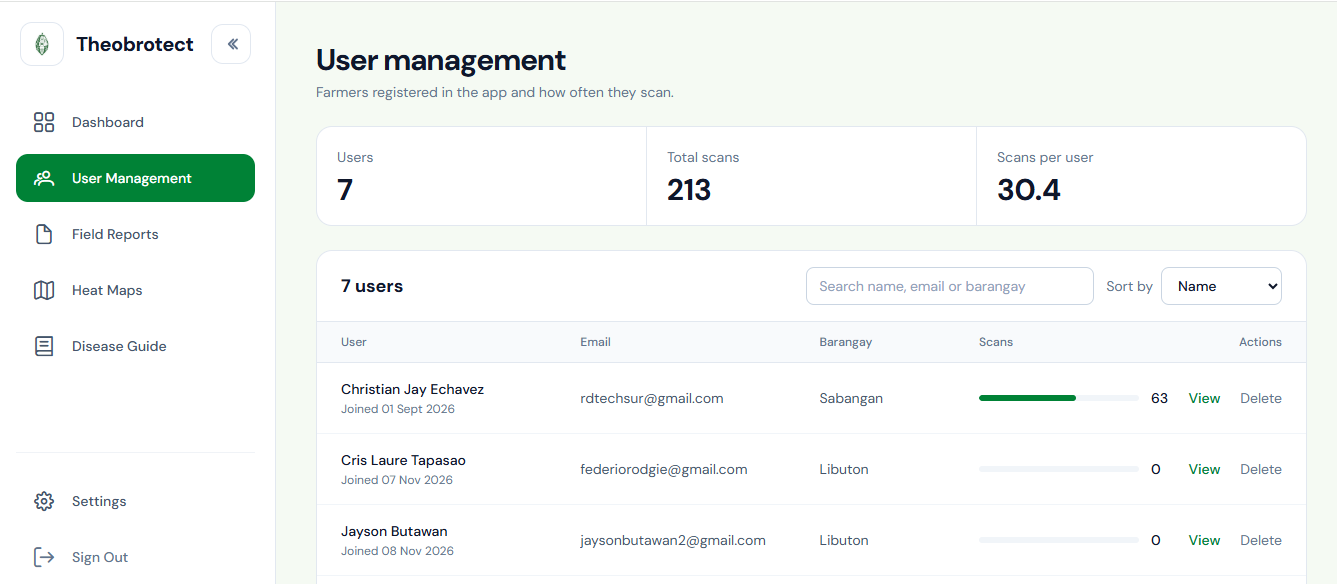 Theobrotect
Dashboard
User Management
Field Reports
Heat Maps
Disease Guide
Settings
Sign Out
User management
Farmers registered in the app and how often they scan.
Users
7
Total scans
213
Scans per user
30.4
7 users
Search name, email or barangay
Sort by
Name
User Email Barangay Scans Actions
Christian Jay Echavez
Joined 01 Sept 2026
rdtechsur@gmail.com Sabangan 63 View Delete
Cris Laure Tapasao
Joined 07 Nov 2026
federiorodgie@gmail.com Libuton 0 View Delete
Jayson Butawan
Joined 08 Nov 2026
jaysonbutawan2@gmail.com Libuton 0 View Delete